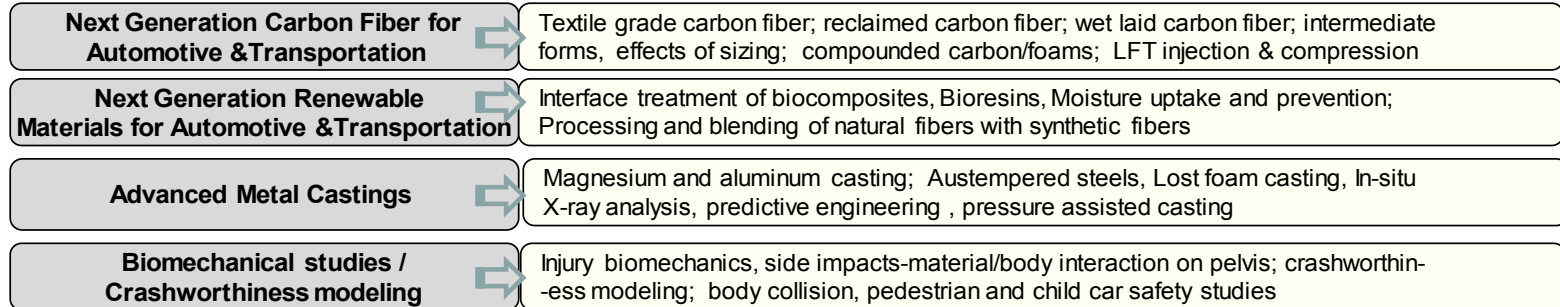 Next Generation Carbon Fiber for
Automotive &Transportation
Textile grade carbon fiber; reclaimed carbon fiber; wet laid carbon fiber; intermediate
forms, effects of sizing; compounded carbon/foams; LFT injection & compression
Next Generation Renewable
Materials for Automotive &Transportation
Interface treatment of biocomposites, Bioresins, Moisture uptake and prevention;
Processing and blending of natural fibers with synthetic fibers
Advanced Metal Castings
Magnesium and aluminum casting; Austempered steels, Lost foam casting, In-situ
X-ray analysis, predictive engineering , pressure assisted casting
Biomechanical studies /
Crashworthiness modeling
Injury biomechanics, side impacts-material/body interaction on pelvis; crashworthin-
-ess modeling; body collision, pedestrian and child car safety studies